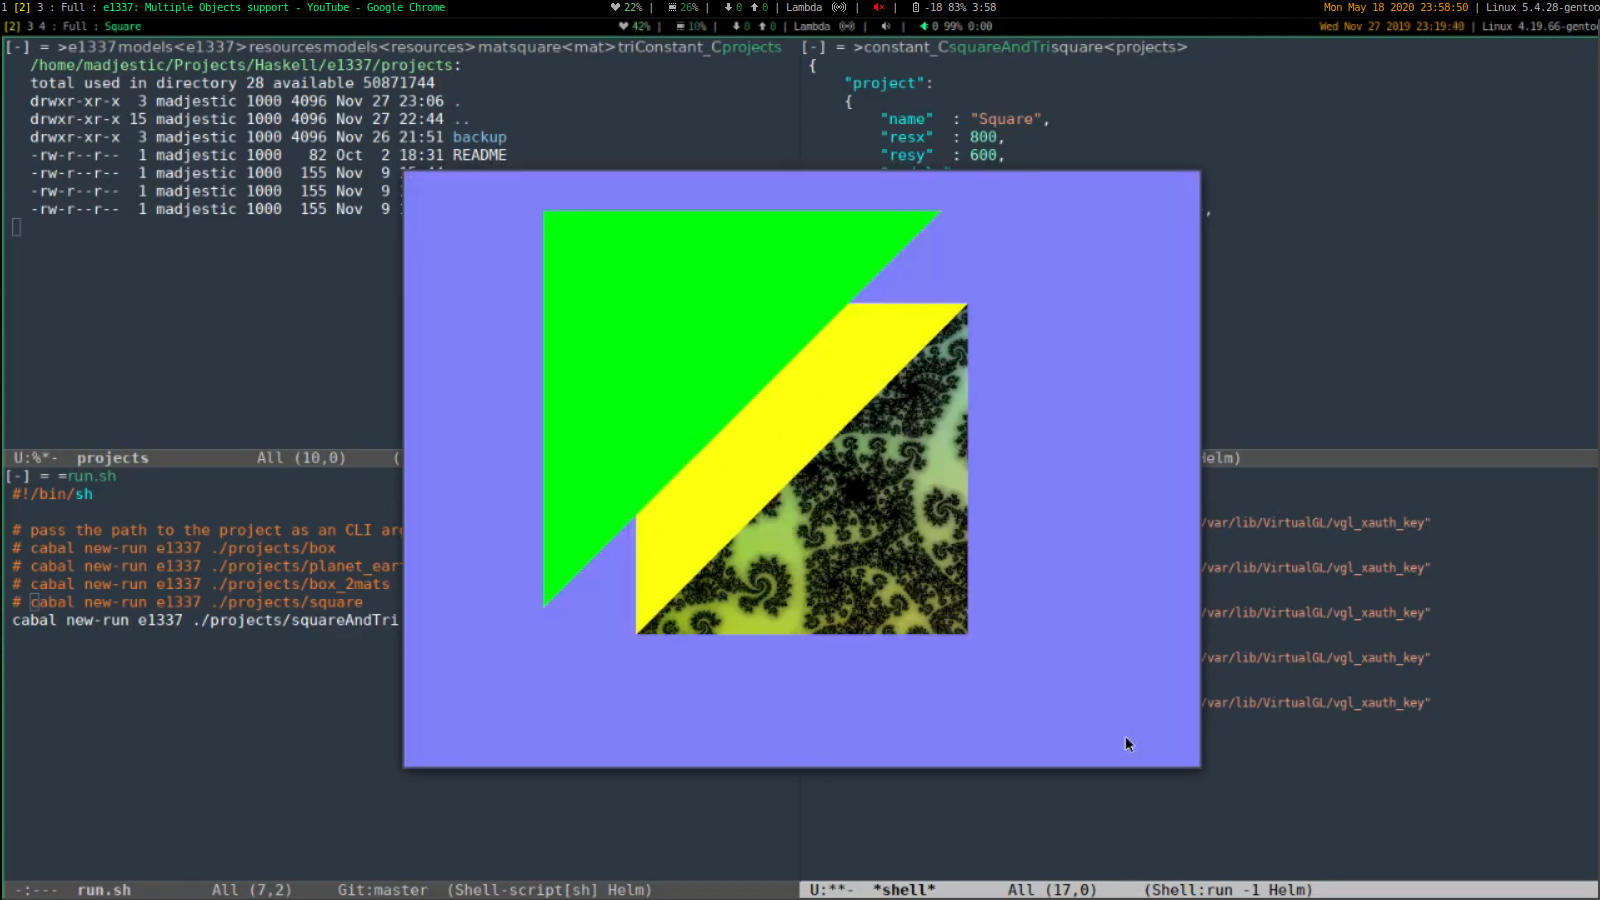 1 [2] 3 : Full : e1337: Multiple Objects support - YouTube - Google Chrome 22% | 26% | 0 0 | Lambda | | -18 83% 3:58 Mon May 18 2020 23:58:50 | Linux 5.4.28-gentoo
[2] 3 4 : Full : Square 42% | 10% | 0 0 | Lambda | | 0 99% 0:00 Wed Nov 27 2019 23:19:40 | Linux 4.19.66-gentoo
[-] = >e1337models<e1337>resourcesmodels<resources>matsquare<mat>triConstant_Cprojects
/home/madjestic/Projects/Haskell/e1337/projects:
total used in directory 28 available 50871744
drwxr-xr-x 3 madjestic 1000 4096 Nov 27 23:06 .
drwxr-xr-x 15 madjestic 1000 4096 Nov 27 22:44 ..
drwxr-xr-x 3 madjestic 1000 4096 Nov 26 21:51 backup
-rw-r--r-- 1 madjestic 1000 82 Oct 2 18:31 README
-rw-r--r-- 1 madjestic 1000 155 Nov 9
-rw-r--r-- 1 madjestic 1000 155 Nov 9
-rw-r--r-- 1 madjestic 1000 155 Nov 9
U:%*- projects All (10,0) (
[-] = >constant_CsquareAndTrisquare<projects>
{
"project":
{
"name" : "Square",
"resx" : 800,
"resy" : 600,
,
Helm)
[-] = =run.sh
#!/bin/sh
# pass the path to the project as an CLI
# cabal new-run e1337 ./projects/box
# cabal new-run e1337 ./projects/planet_ear
# cabal new-run e1337 ./projects/box_2mats
# cabal new-run e1337 ./projects/square
cabal new-run e1337 ./projects/squareAndTri
-:--- run.sh All (7,2) Git:master (Shell-script[sh] Helm)
/var/lib/VirtualGL/vgl_xauth_key"
/var/lib/VirtualGL/vgl_xauth_key"
/var/lib/VirtualGL/vgl_xauth_key"
/var/lib/VirtualGL/vgl_xauth_key"
/var/lib/VirtualGL/vgl_xauth_key"
U:**- *shell* All (17,0) (Shell:run -1 Helm)